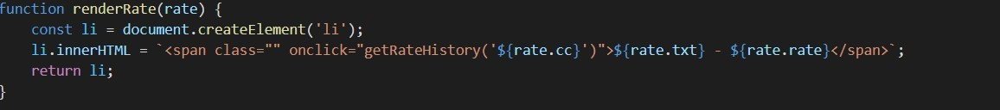 function renderRate(rate) {
    const li = document.createElement('li');
    li.innerHTML = `<span class="" onclick="getRateHistory('${rate.cc}')">${rate.txt} - ${rate.rate}</span>`;
    return li;
}